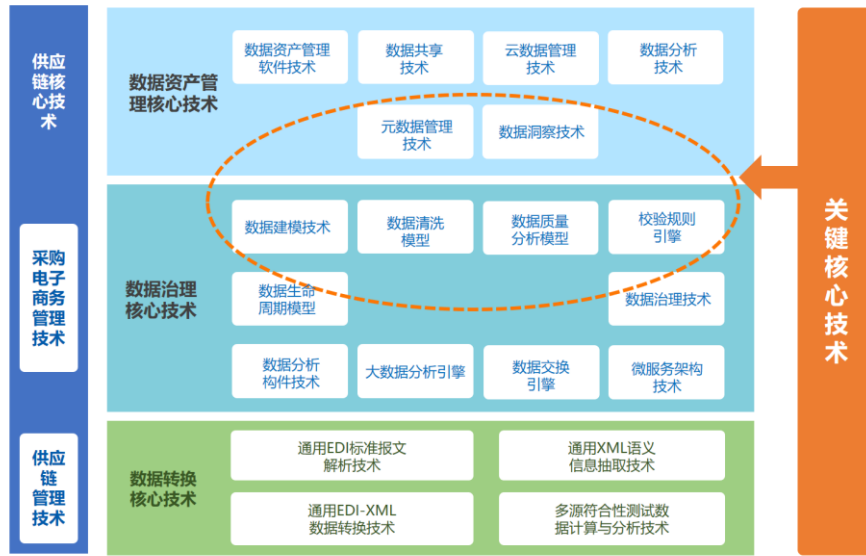 供应
链核
心技
术
采购
电子
商务
管理
技术
供应
链
管理
技术
数据资产管
理核心技术
数据资产管理
软件技术
数据共享
技术
云数据管理
技术
数据分析
技术
元数据管理
技术
数据洞察技术
数据治理
核心技术
数据建模技术
数据清洗
模型
数据质量
分析模型
校验规则
引擎
数据生命
周期模型
数据治理技术
数据分析
构件技术
大数据分析引擎
数据交换
引擎
微服务架构
技术
数据转换
核心技术
通用EDI标准报文
解析技术
通用XML语义
信息抽取技术
通用EDI-XML
数据转换技术
多源符合性测试数
据计算与分析技术
关
键
核
心
技
术